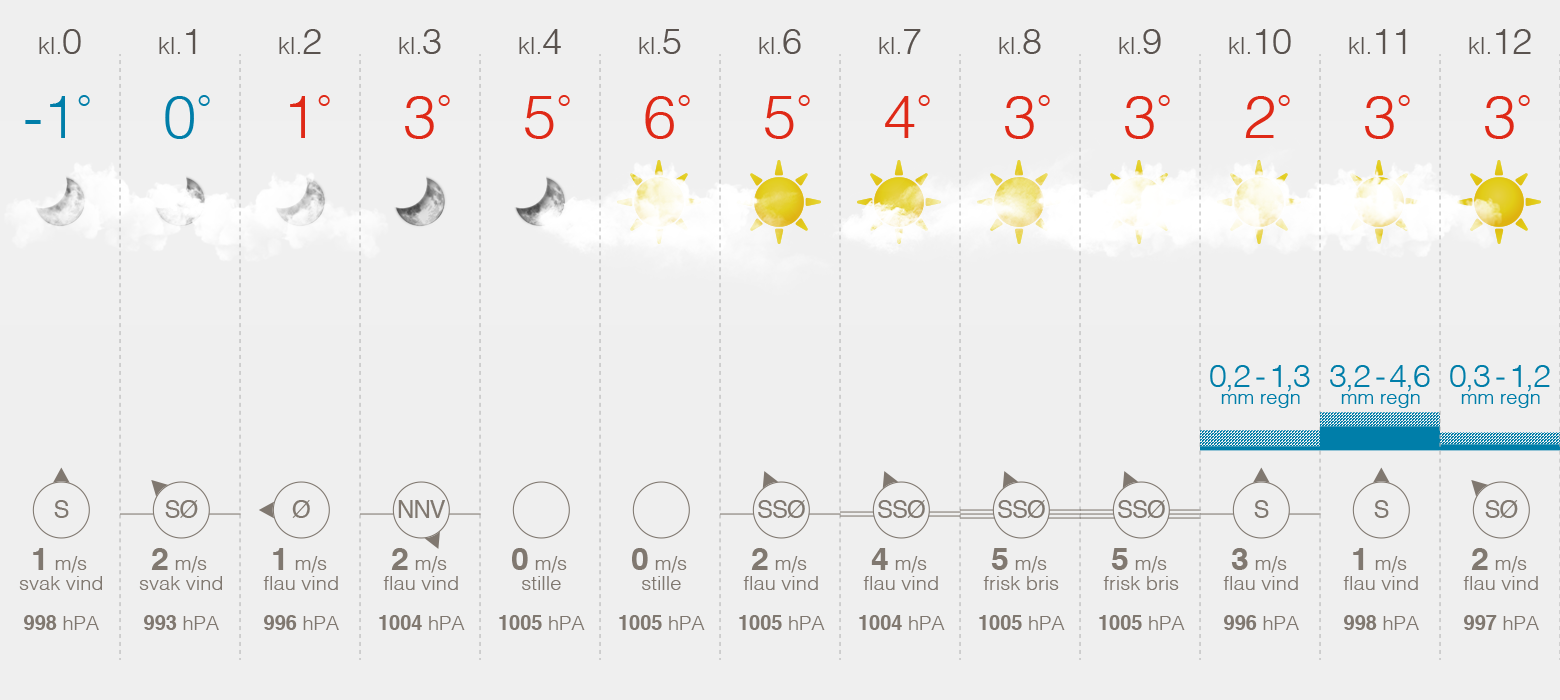 kl.0 kl.1 kl.2 kl.3 kl.4 kl.5 kl.6 kl.7 kl.8 kl.9 kl.10 kl.11 kl.12
-1° 0° 1° 3° 5° 6° 5° 4° 3° 3° 2° 3° 3°
0,2 - 1,3 3,2 - 4,6 0,3 - 1,2
mm regn mm regn mm regn
S SØ Ø NNV SSØ SSØ SSØ SSØ S S SØ
1 m/s 2 m/s 1 m/s 2 m/s 0 m/s 0 m/s 2 m/s 4 m/s 5 m/s 5 m/s 3 m/s 1 m/s 2 m/s
svak vind svak vind flau vind flau vind stille stille flau vind flau vind frisk bris frisk bris flau vind flau vind flau vind
998 hPA 993 hPA 996 hPA 1004 hPA 1005 hPA 1005 hPA 1005 hPA 1004 hPA 1005 hPA 1005 hPA 996 hPA 998 hPA 997 hPA